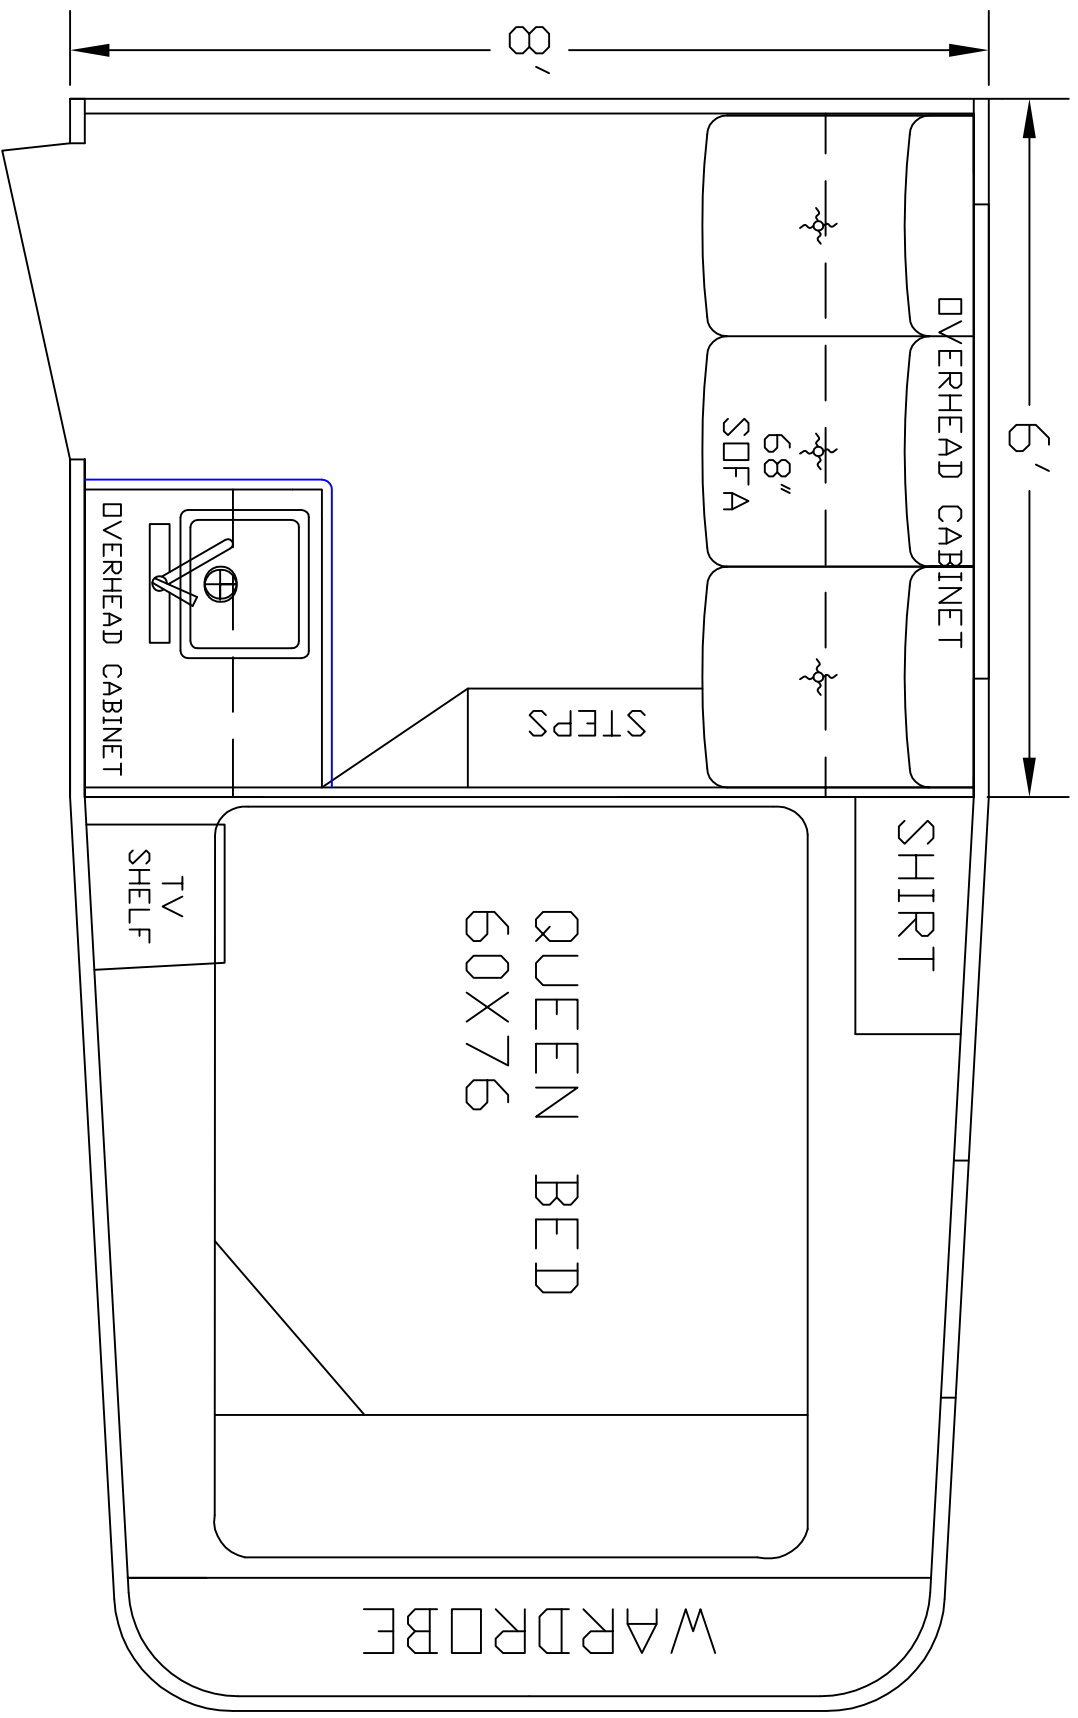 8'
6'
OVERHEAD CABINET
68"
SOFA
OVERHEAD CABINET
STEPS
SHIRT
TV
SHELF
QUEEN BED
60X76
WARDROBE